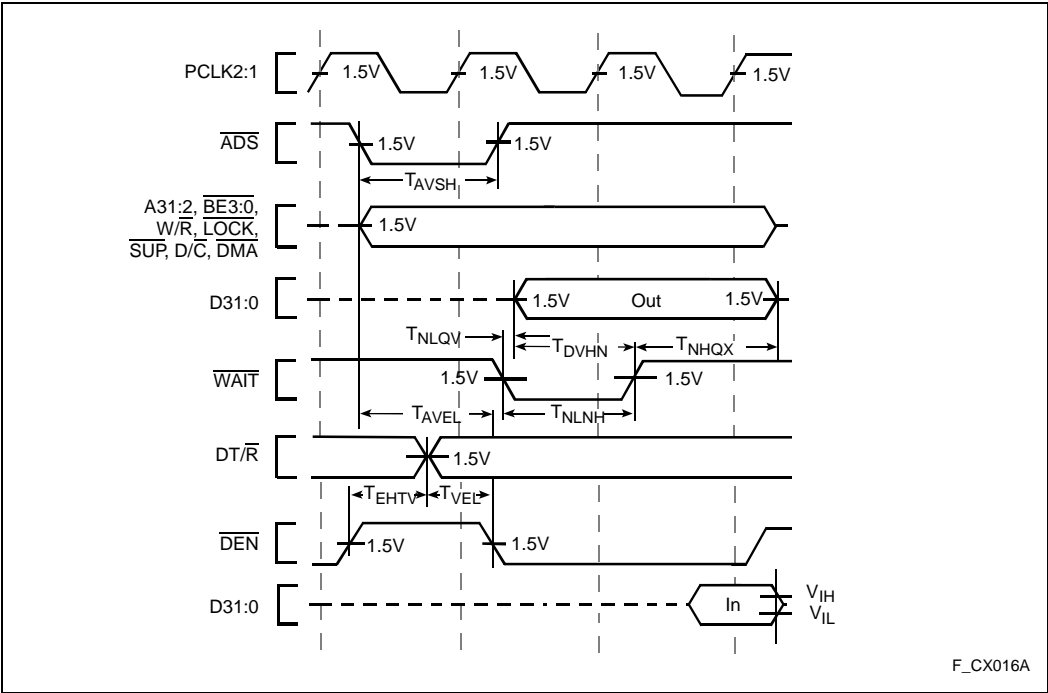 PCLK2:1
1.5V 1.5V 1.5V 1.5V
ADS
1.5V 1.5V
TAVSH
A31:2, BE3:0,
W/R, LOCK,
SUP, D/C, DMA
1.5V
D31:0
1.5V Out 1.5V
TNLQV TDVHN TNHQX
WAIT
1.5V 1.5V
TAVEL TNLNH
DT/R
1.5V
TEHTV TVEL
DEN
1.5V 1.5V
D31:0
In
VIH
VIL
F_CX016A